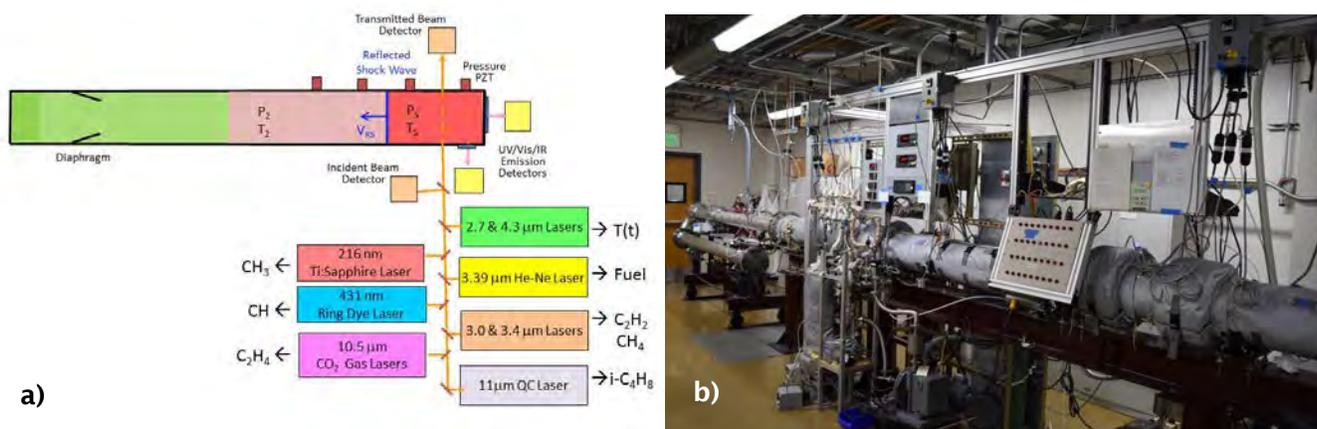 Transmitted Beam
Detector
Reflected
Shock Wave
Pressure
PZT
P₂
T₂
V_RS
P₅
T₅
Diaphragm
Incident Beam
Detector
UV/Vis/IR
Emission
Detectors
2.7 & 4.3 µm Lasers → T(t)
CH₃ ← 216 nm
Ti:Sapphire Laser
3.39 µm He-Ne Laser → Fuel
CH ← 431 nm
Ring Dye Laser
3.0 & 3.4 µm Lasers → C₂H₂
CH₄
C₂H₄ ← 10.5 µm
CO₂ Gas Lasers
11µm QC Laser → i-C₄H₈
a)
b)